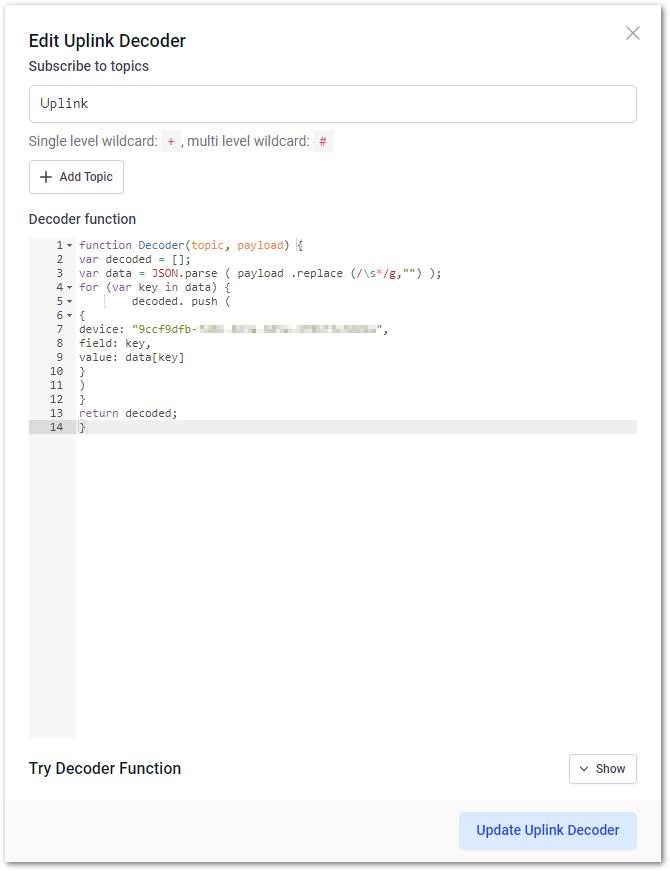 Edit Uplink Decoder
Subscribe to topics
Uplink
Single level wildcard: + , multi level wildcard: #
+ Add Topic
Decoder function
1 function Decoder(topic, payload) {
2 var decoded = [];
3 var data = JSON.parse ( payload .replace (/\s*/g,"") );
4 for (var key in data) {
5 decoded. push (
6 {
7 device: "9ccf9dfb-",
8 field: key,
9 value: data[key]
10 }
11 )
12 }
13 return decoded;
14 }
Try Decoder Function
Show
Update Uplink Decoder